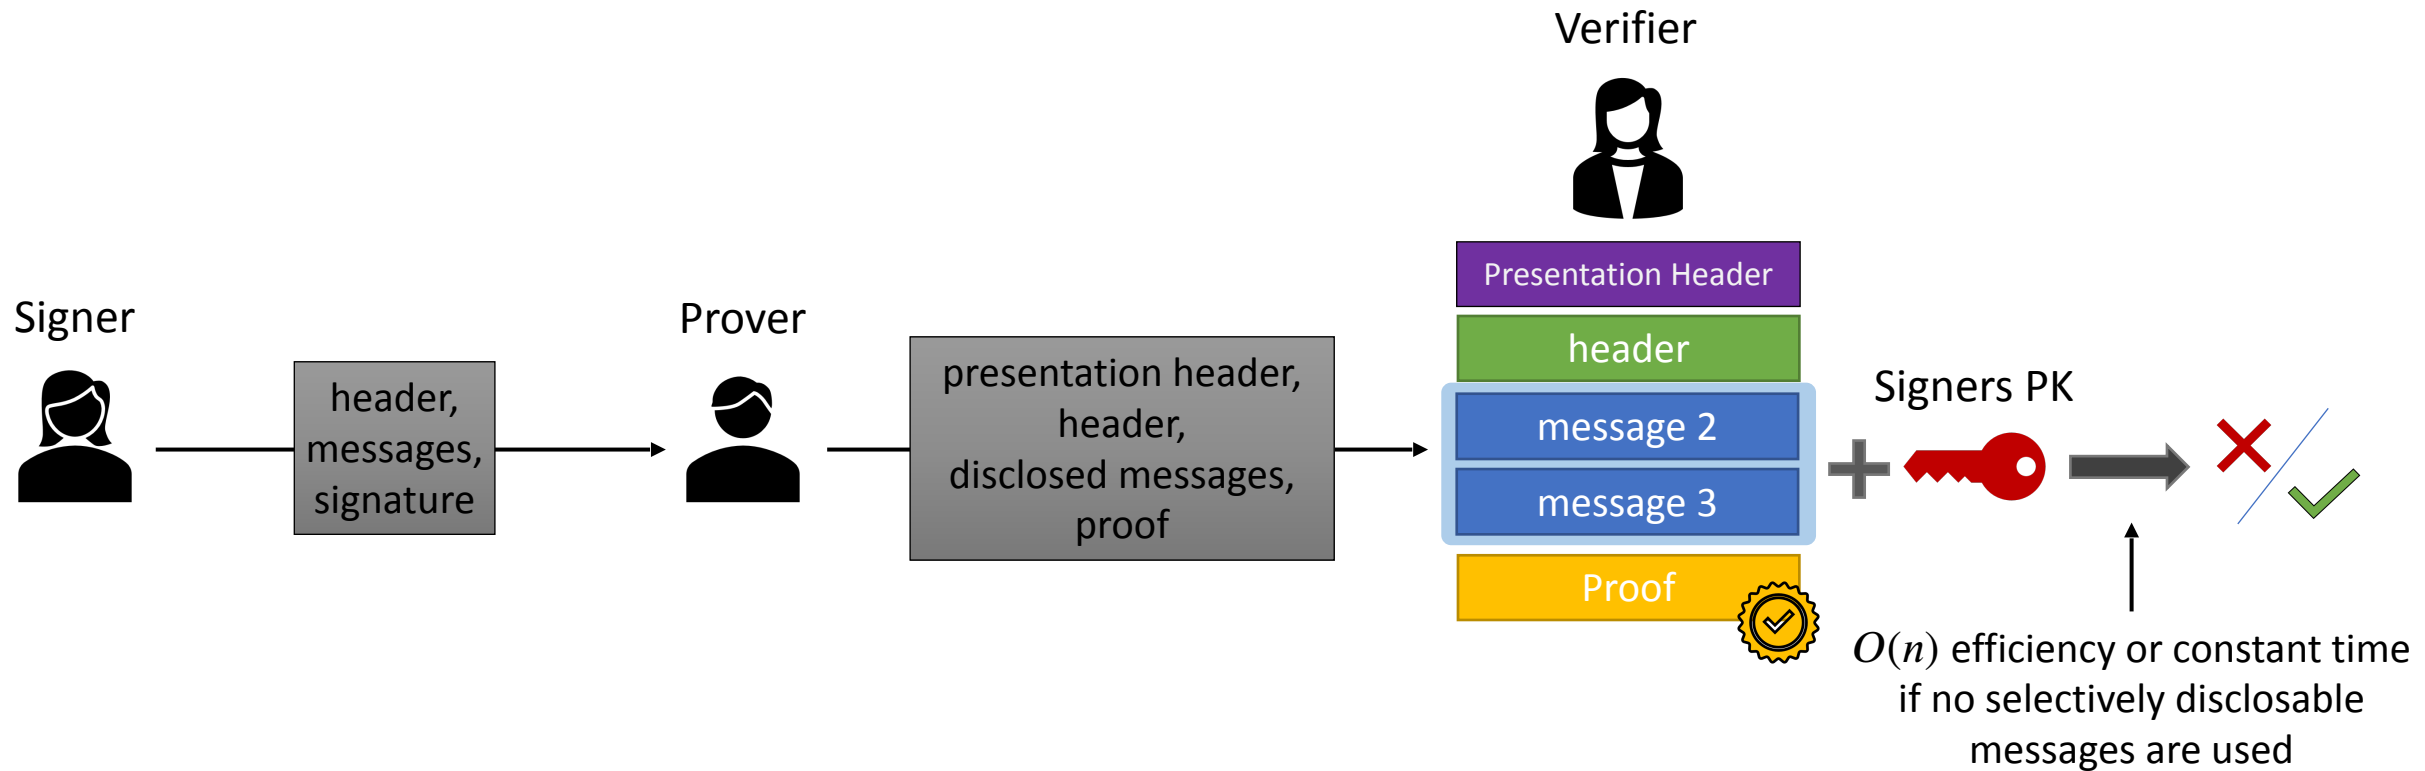 Verifier
Presentation Header
Signer
Prover
header
presentation header,
header,
disclosed messages,
proof
header,
messages,
signature
Signers PK
message 2
message 3
Proof
O(n) efficiency or constant time
if no selectively disclosable
messages are used